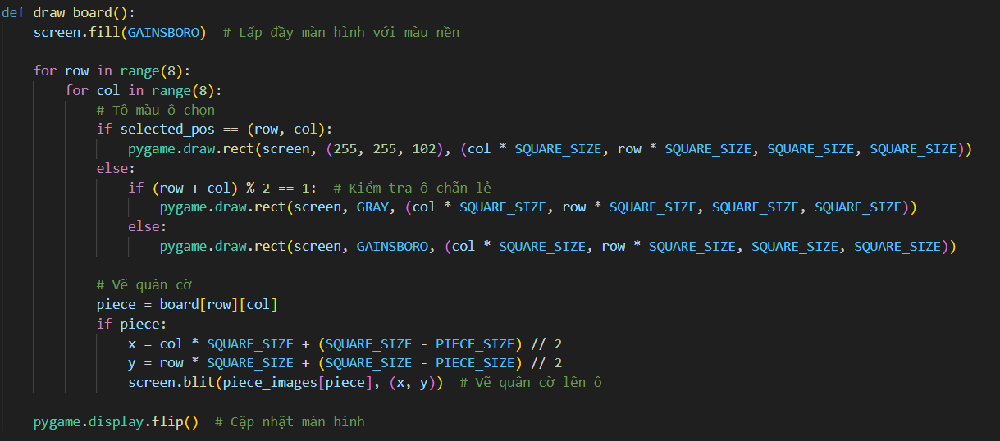 def draw_board():
    screen.fill(GAINSBORO)  # Lấp đầy màn hình với màu nền

    for row in range(8):
        for col in range(8):
            # Tô màu ô chọn
            if selected_pos == (row, col):
                pygame.draw.rect(screen, (255, 255, 102), (col * SQUARE_SIZE, row * SQUARE_SIZE, SQUARE_SIZE, SQUARE_SIZE))
            else:
                if (row + col) % 2 == 1:  # Kiểm tra ô chẵn lẻ
                    pygame.draw.rect(screen, GRAY, (col * SQUARE_SIZE, row * SQUARE_SIZE, SQUARE_SIZE, SQUARE_SIZE))
                else:
                    pygame.draw.rect(screen, GAINSBORO, (col * SQUARE_SIZE, row * SQUARE_SIZE, SQUARE_SIZE, SQUARE_SIZE))

            # Vẽ quân cờ
            piece = board[row][col]
            if piece:
                x = col * SQUARE_SIZE + (SQUARE_SIZE - PIECE_SIZE) // 2
                y = row * SQUARE_SIZE + (SQUARE_SIZE - PIECE_SIZE) // 2
                screen.blit(piece_images[piece], (x, y))  # Vẽ quân cờ lên ô

    pygame.display.flip()  # Cập nhật màn hình